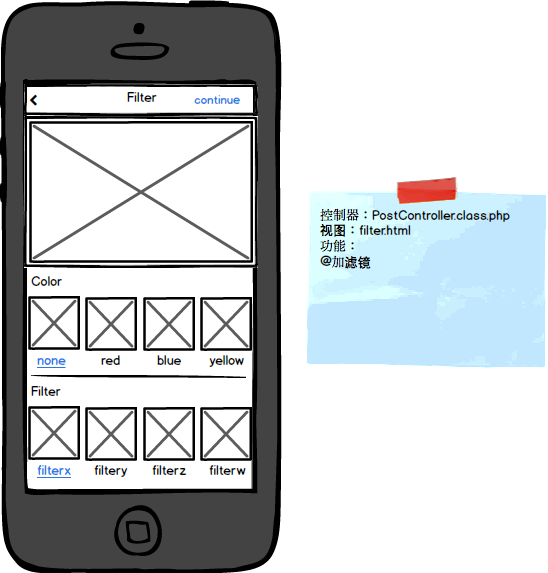 Filter continue
Color
none red blue yellow
Filter
filterx filtery filterz filterw
控制器：PostController.class.php
视图：filter.html
功能：
@加滤镜